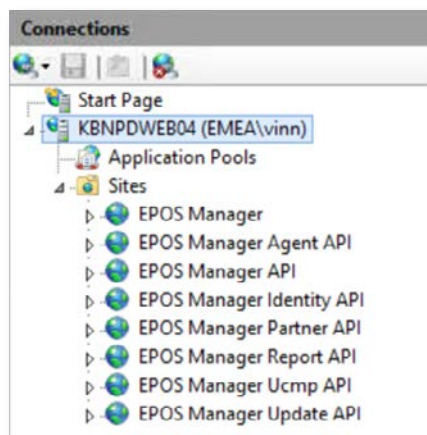 Connections
Start Page
KBNPDWEB04 (EMEA\vinn)
Application Pools
Sites
EPOS Manager
EPOS Manager Agent API
EPOS Manager API
EPOS Manager Identity API
EPOS Manager Partner API
EPOS Manager Report API
EPOS Manager Ucmp API
EPOS Manager Update API